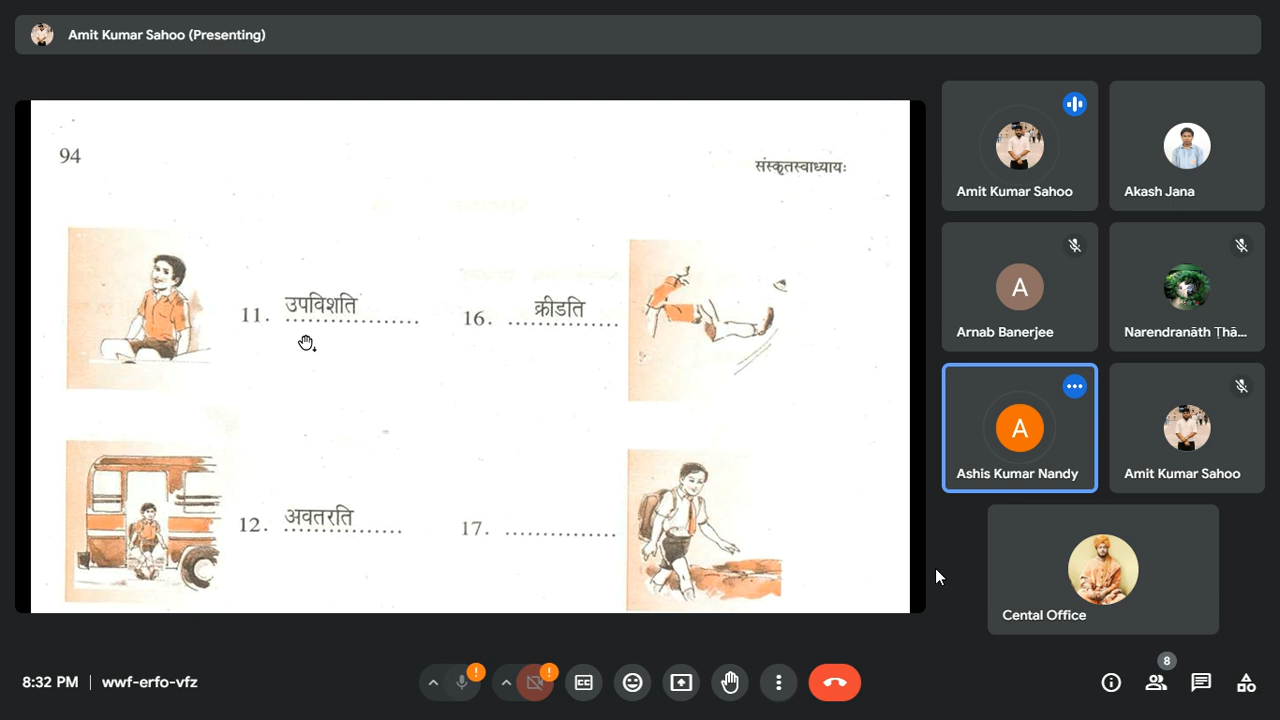 Amit Kumar Sahoo (Presenting)
94
संस्कृतस्वाध्यायः
11. उपविशति
16. क्रीडति
12. अवतरति
17. ....................
Amit Kumar Sahoo
Akash Jana
A
Arnab Banerjee
Narendranāth Ṭhā...
A
Ashis Kumar Nandy
Amit Kumar Sahoo
Cental Office
8:32 PM | wwf-erfo-vfz
8